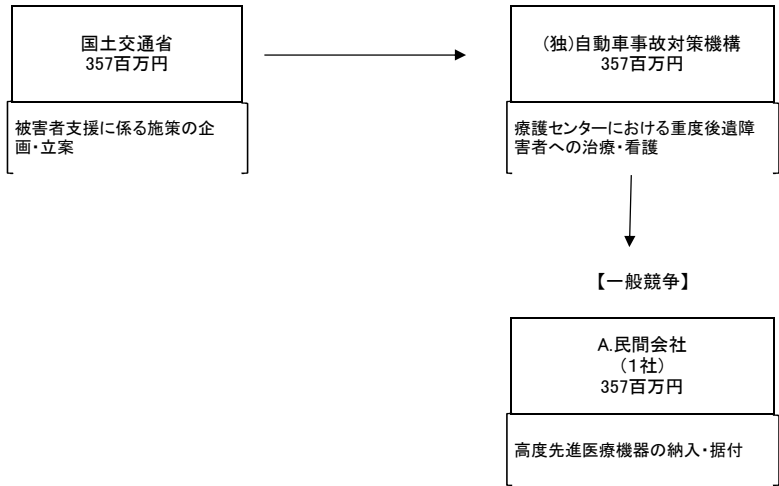 国土交通省
357百万円
被害者支援に係る施策の企
画・立案
(独)自動車事故対策機構
357百万円
療護センターにおける重度後遺障
害者への治療・看護
【一般競争】
A.民間会社
(1社)
357百万円
高度先進医療機器の納入・据付